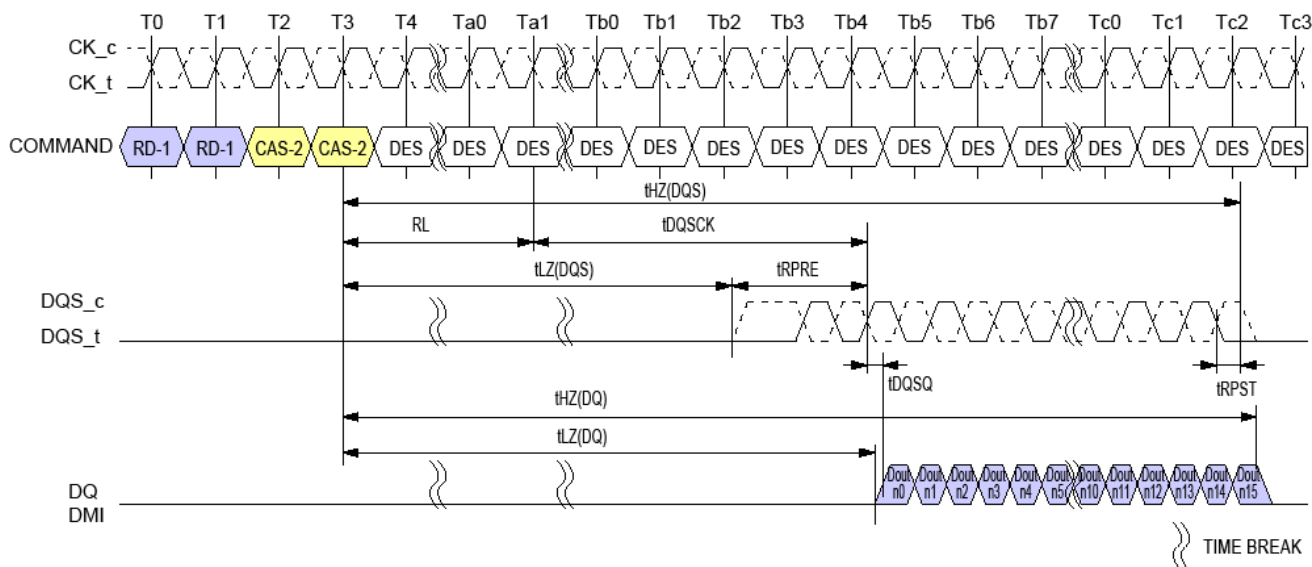 T0 T1 T2 T3 T4 Ta0 Ta1 Tb0 Tb1 Tb2 Tb3 Tb4 Tb5 Tb6 Tb7 Tc0 Tc1 Tc2 Tc3
CK_c
CK_t
COMMAND RD-1 RD-1 CAS-2 CAS-2 DES DES DES DES DES DES DES DES DES DES DES DES DES DES DES
tHZ(DQS)
RL tDQSCK
tLZ(DQS) tRPRE
DQS_c
DQS_t
tDQSQ tRPST
tHZ(DQ)
tLZ(DQ)
Dout Dout Dout Dout Dout Dout Dout Dout Dout Dout Dout Dout
DQ n0 n1 n2 n3 n4 n5 n10 n11 n12 n13 n14 n15
DMI
TIME BREAK